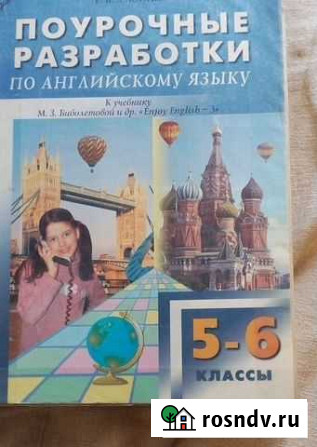 ПОУРОЧНЫЕ
РАЗРАБОТКИ
ПО АНГЛИЙСКОМУ ЯЗЫКУ
К учебнику
М. З. Биболетовой и др. «Enjoy English – 3»
5-6
КЛАССЫ
rosndv.ru